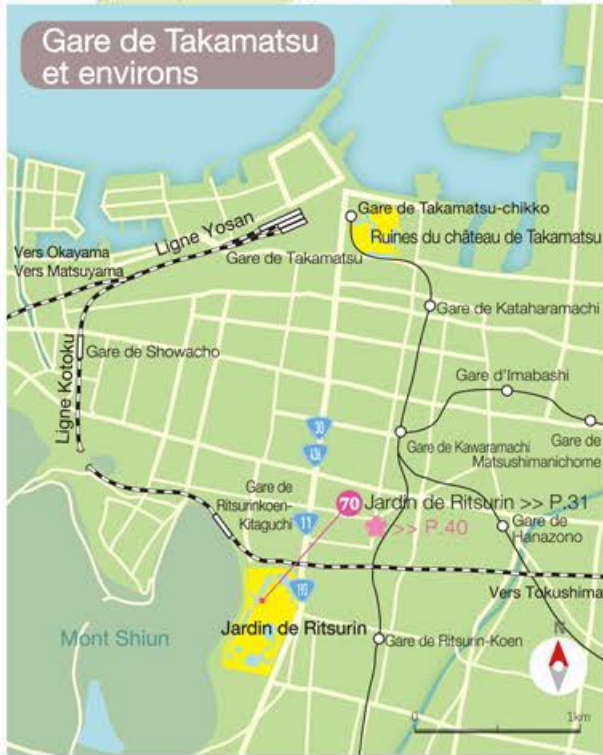 Gare de Takamatsu
et environs
Ligne Yosan
Gare de Takamatsu-chikko
Ruines du château de Takamatsu
Vers Okayama
Vers Matsuyama
Gare de Takamatsu
Gare de Kataharamachi
Ligne Kotoku
Gare de Showacho
Gare d'Imabashi
30
436
Gare de Kawaramachi
Gare de
Matsushimanichome
Gare de
Ritsurinkoen-
Kitaguchi
70 Jardin de Ritsurin >> P.31
>> P.40
11
Gare de
Hanazono
193
Vers Tokushima
Mont Shiun
Jardin de Ritsurin
Gare de Ritsurin-Koen
N
0 1km